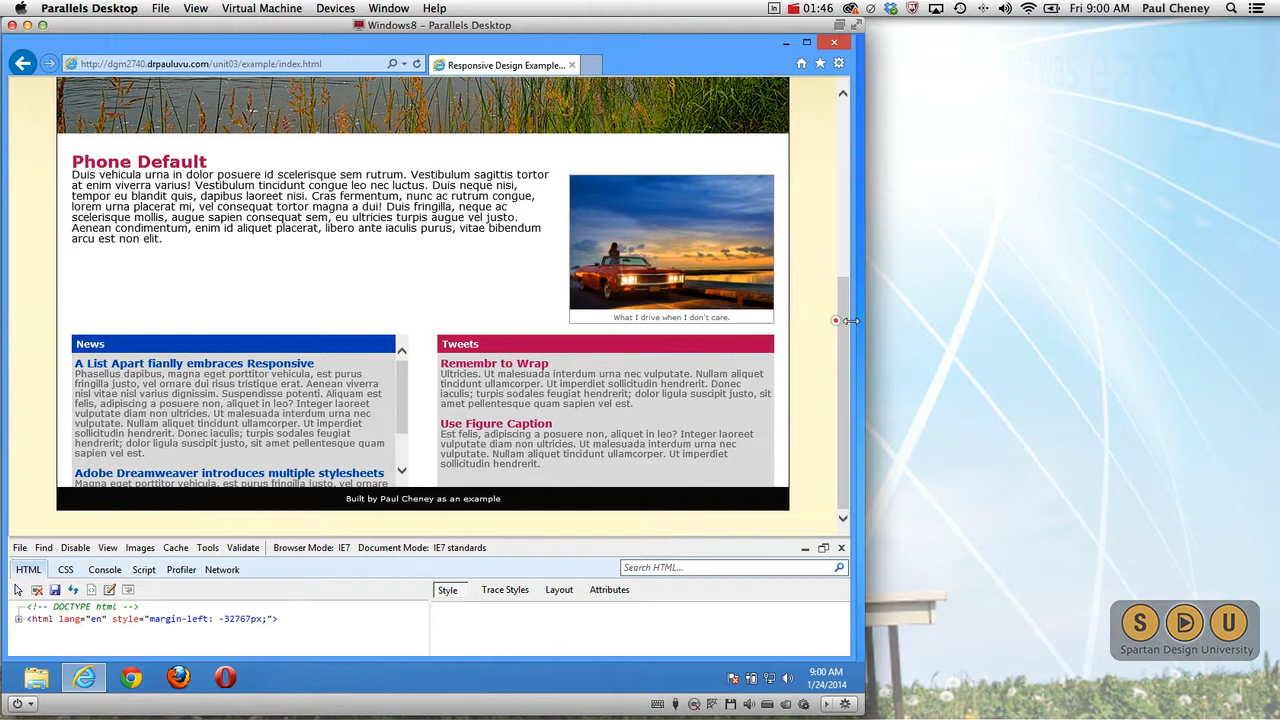 Parallels Desktop File View Virtual Machine Devices Window Help 01:46 Fri 9:00 AM Paul Cheney
Windows8 – Parallels Desktop
http://dgm2740.drpauluvu.com/unit03/example/index.html
Responsive Design Example...
Phone Default
Duis vehicula urna in dolor posuere id scelerisque sem rutrum. Vestibulum sagittis tortor
at enim viverra varius! Vestibulum tincidunt congue leo nec luctus. Duis neque nisi,
tempor eu blandit quis, dapibus laoreet nisi. Cras fermentum, nunc ac rutrum congue,
lorem urna placerat mi, vel consequat tortor magna a dui! Duis fringilla, neque ac
scelerisque mollis, augue sapien consequat sem, eu ultricies turpis augue vel justo.
Aenean condimentum, enim id aliquet placerat, libero ante iaculis purus, vitae bibendum
arcu est non elit.
What I drive when I don't care.
News
A List Apart fianlly embraces Responsive
Phasellus dapibus, magna eget porttitor vehicula, est purus
fringilla justo, vel ornare dui risus tristique erat. Aenean viverra
nisl vitae nisl varius dignissim. Suspendisse potenti. Aliquam est
felis, adipiscing a posuere non, aliquet in leo? Integer laoreet
vulputate diam non ultricies. Ut malesuada interdum urna nec
vulputate. Nullam aliquet tincidunt ullamcorper. Ut imperdiet
sollicitudin hendrerit. Donec iaculis; turpis sodales feugiat
hendrerit; dolor ligula suscipit justo, sit amet pellentesque quam
sapien vel est.
Adobe Dreamweaver introduces multiple stylesheets
Magna eget porttitor vehicula, est purus fringilla justo, vel ornare
Tweets
Remembr to Wrap
Ultricies. Ut malesuada interdum urna nec vulputate. Nullam aliquet
tincidunt ullamcorper. Ut imperdiet sollicitudin hendrerit. Donec
iaculis; turpis sodales feugiat hendrerit; dolor ligula suscipit justo, sit
amet pellentesque quam sapien vel est.
Use Figure Caption
Est felis, adipiscing a posuere non, aliquet in leo? Integer laoreet
vulputate diam non ultricies. Ut malesuada interdum urna nec
vulputate. Nullam aliquet tincidunt ullamcorper. Ut imperdiet
sollicitudin hendrerit.
Built by Paul Cheney as an example
File Find Disable View Images Cache Tools Validate Browser Mode: IE7 Document Mode: IE7 standards
HTML CSS Console Script Profiler Network Search HTML...
Style Trace Styles Layout Attributes
<!-- DOCTYPE html -->
<html lang="en" style="margin-left: -32767px;">
S D U
Spartan Design University
9:00 AM
1/24/2014